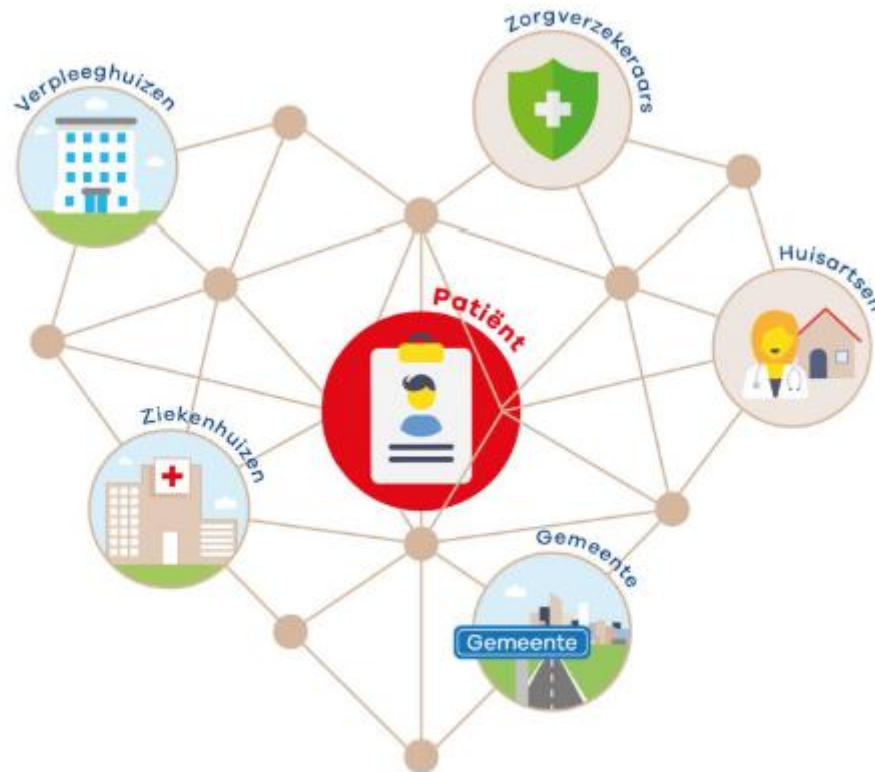 Zorgverzekeraars
Verpleeghuizen
Huisartsen
Patiënt
Ziekenhuizen
Gemeente
Gemeente